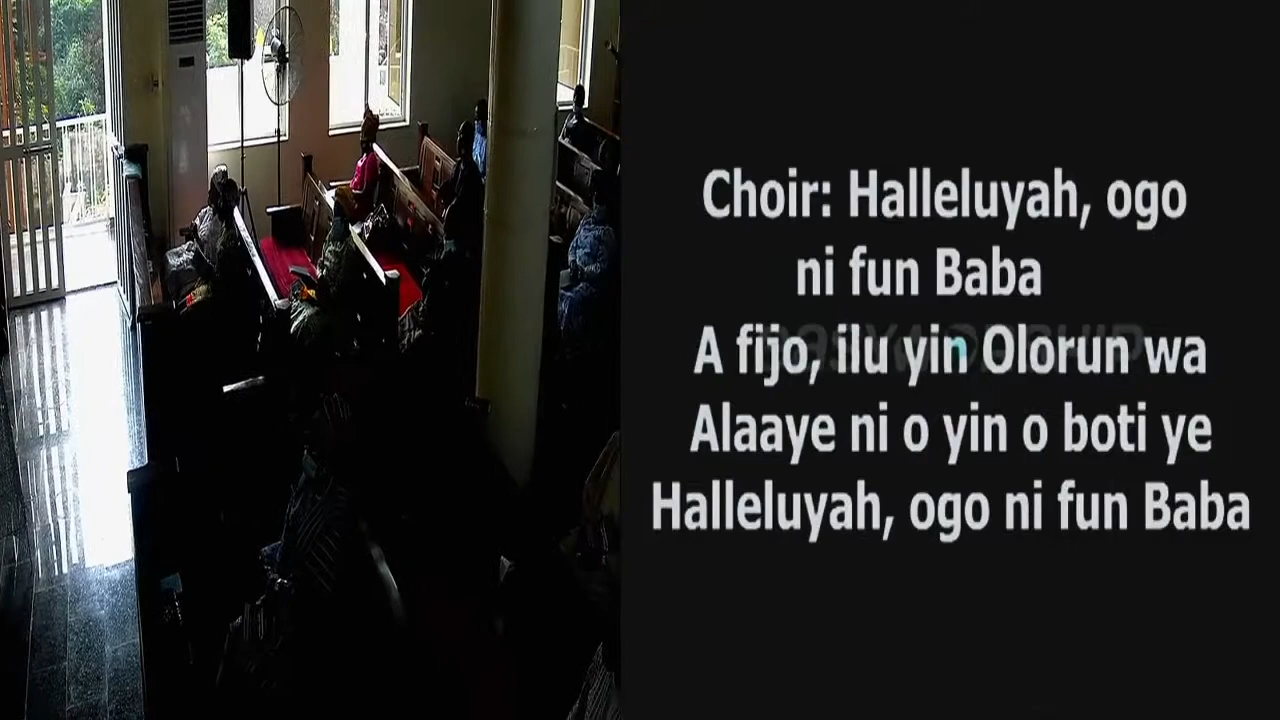 Choir: Halleluyah, ogo
ni fun Baba
A fijo, ilu yin Olorun wa
Alaaye ni o yin o boti ye
Halleluyah, ogo ni fun Baba